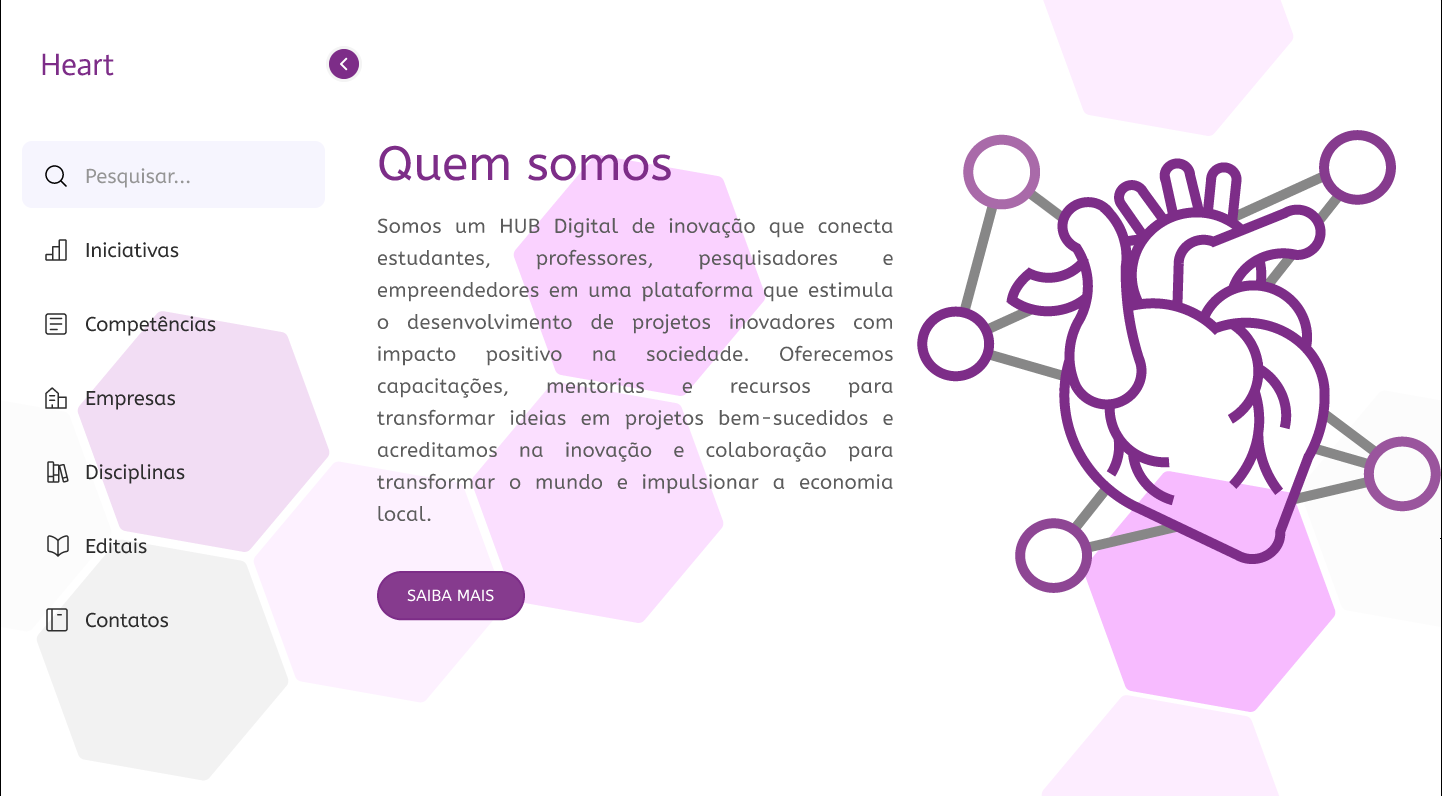 Heart
Pesquisar...
Iniciativas
Competências
Empresas
Disciplinas
Editais
Contatos
Quem somos
Somos um HUB Digital de inovação que conecta
estudantes, professores, pesquisadores e
empreendedores em uma plataforma que estimula
o desenvolvimento de projetos inovadores com
impacto positivo na sociedade. Oferecemos
capacitações, mentorias e recursos para
transformar ideias em projetos bem-sucedidos e
acreditamos na inovação e colaboração para
transformar o mundo e impulsionar a economia
local.
SAIBA MAIS